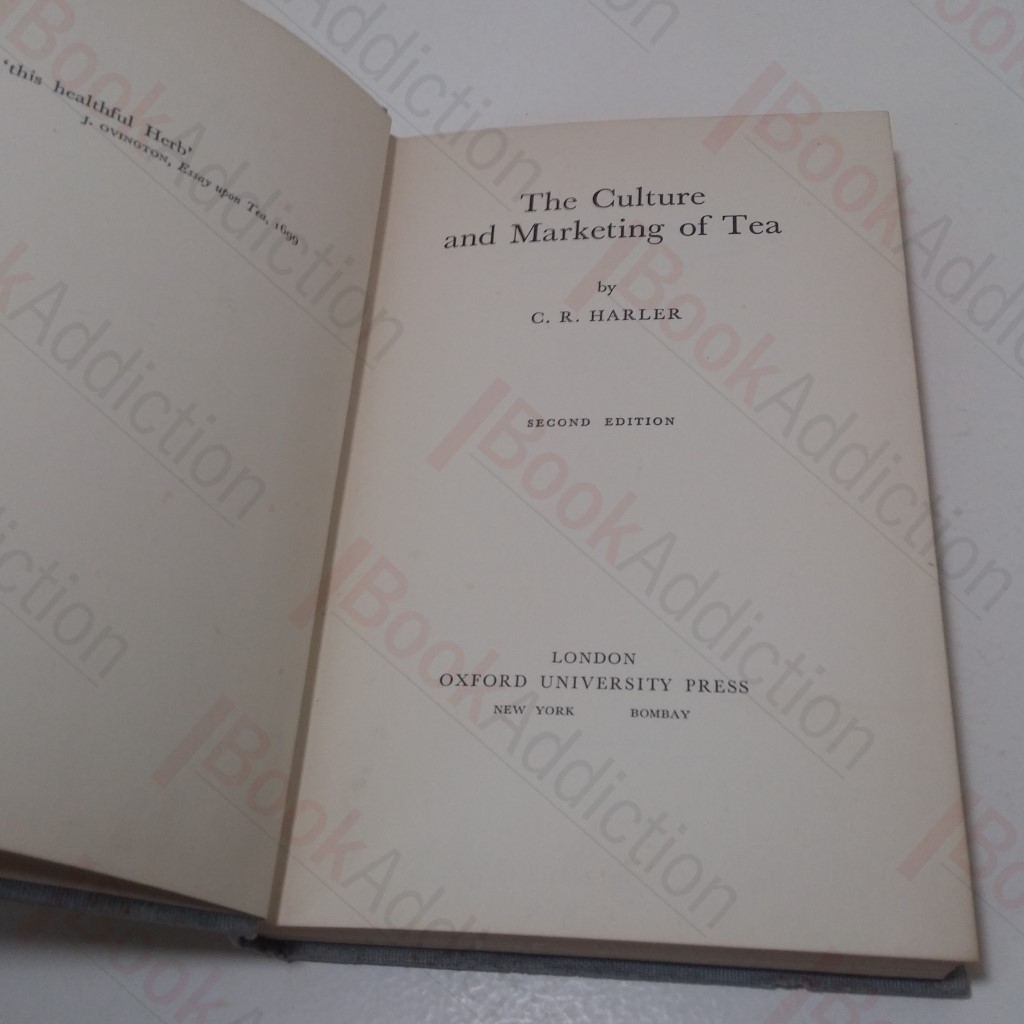 'this healthful Herb'
J. OVINGTON, Essay upon Tea, 1699
The Culture
and Marketing of Tea
by
C. R. HARLER
SECOND EDITION
LONDON
OXFORD UNIVERSITY PRESS
NEW YORK BOMBAY
BookAddiction